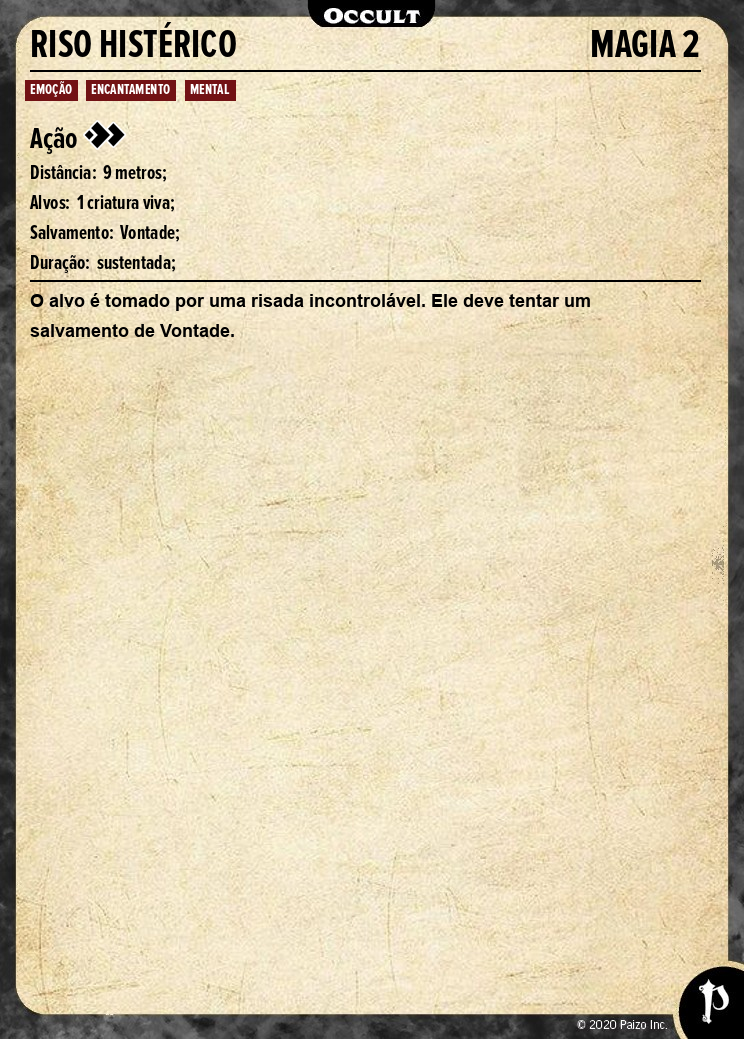 OCCULT
RISO HISTÉRICO MAGIA 2
EMOÇÃO ENCANTAMENTO MENTAL
Ação
Distância: 9 metros;
Alvos: 1 criatura viva;
Salvamento: Vontade;
Duração: sustentada;
O alvo é tomado por uma risada incontrolável. Ele deve tentar um
salvamento de Vontade.
© 2020 Paizo Inc.